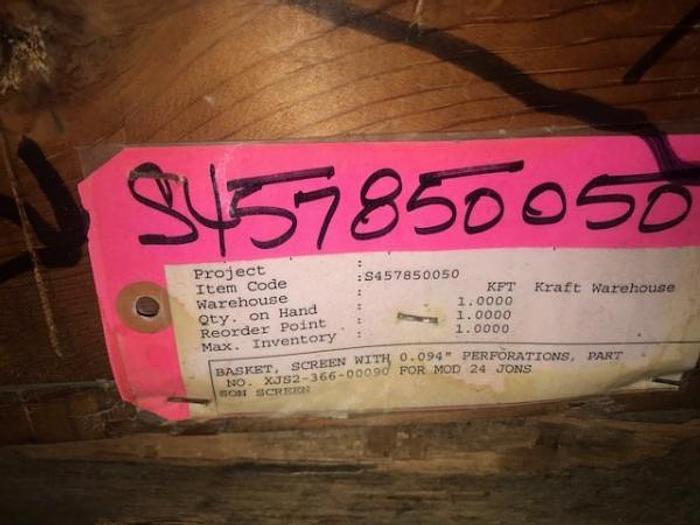 S457850050
Project :
Item Code :S457850050
Warehouse KFT Kraft Warehouse
Qty. on Hand : 1.0000
Reorder Point : 1.0000
Max. Inventory : 1.0000
BASKET, SCREEN WITH 0.094" PERFORATIONS, PART
NO. XJS2-366-00090 FOR MOD 24 JONS
SON SCREEN